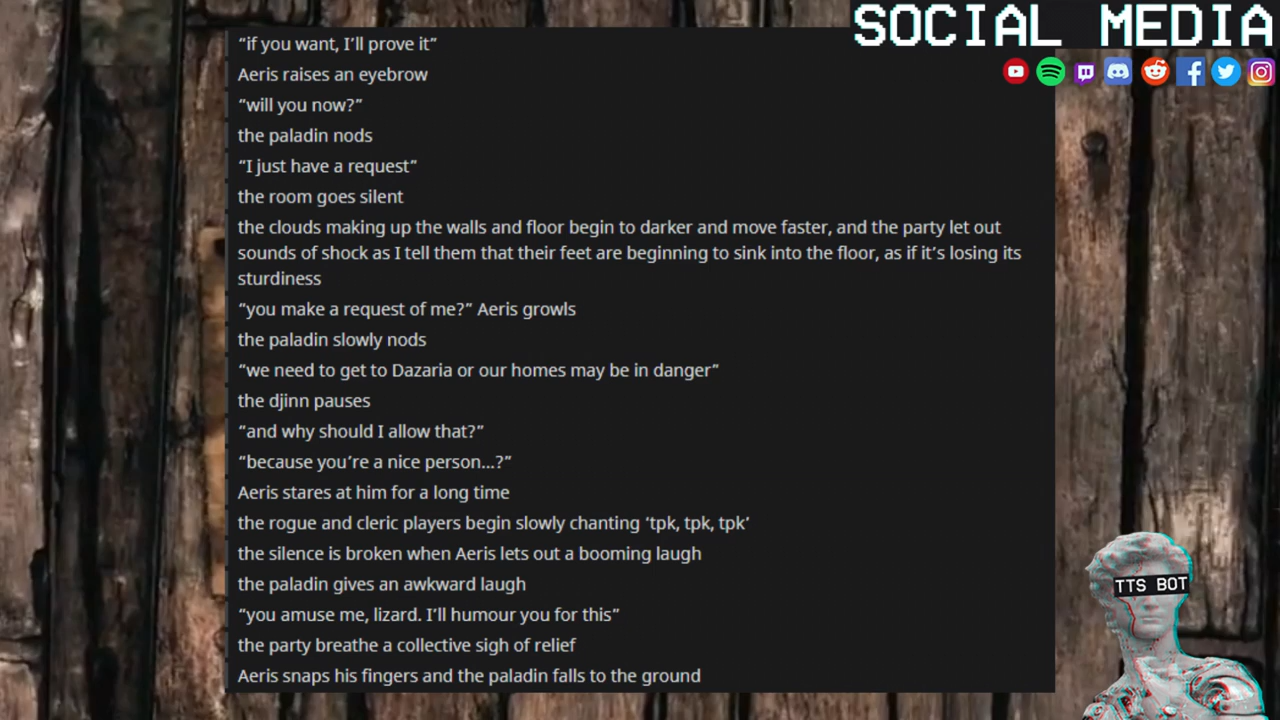 SOCIAL MEDIA
“if you want, I’ll prove it”
Aeris raises an eyebrow
“will you now?”
the paladin nods
“I just have a request”
the room goes silent
the clouds making up the walls and floor begin to darker and move faster, and the party let out
sounds of shock as I tell them that their feet are beginning to sink into the floor, as if it’s losing its
sturdiness
“you make a request of me?” Aeris growls
the paladin slowly nods
“we need to get to Dazaria or our homes may be in danger”
the djinn pauses
“and why should I allow that?”
“because you’re a nice person...?”
Aeris stares at him for a long time
the rogue and cleric players begin slowly chanting ‘tpk, tpk, tpk’
the silence is broken when Aeris lets out a booming laugh
the paladin gives an awkward laugh
“you amuse me, lizard. I’ll humour you for this”
the party breathe a collective sigh of relief
Aeris snaps his fingers and the paladin falls to the ground
TTS BOT